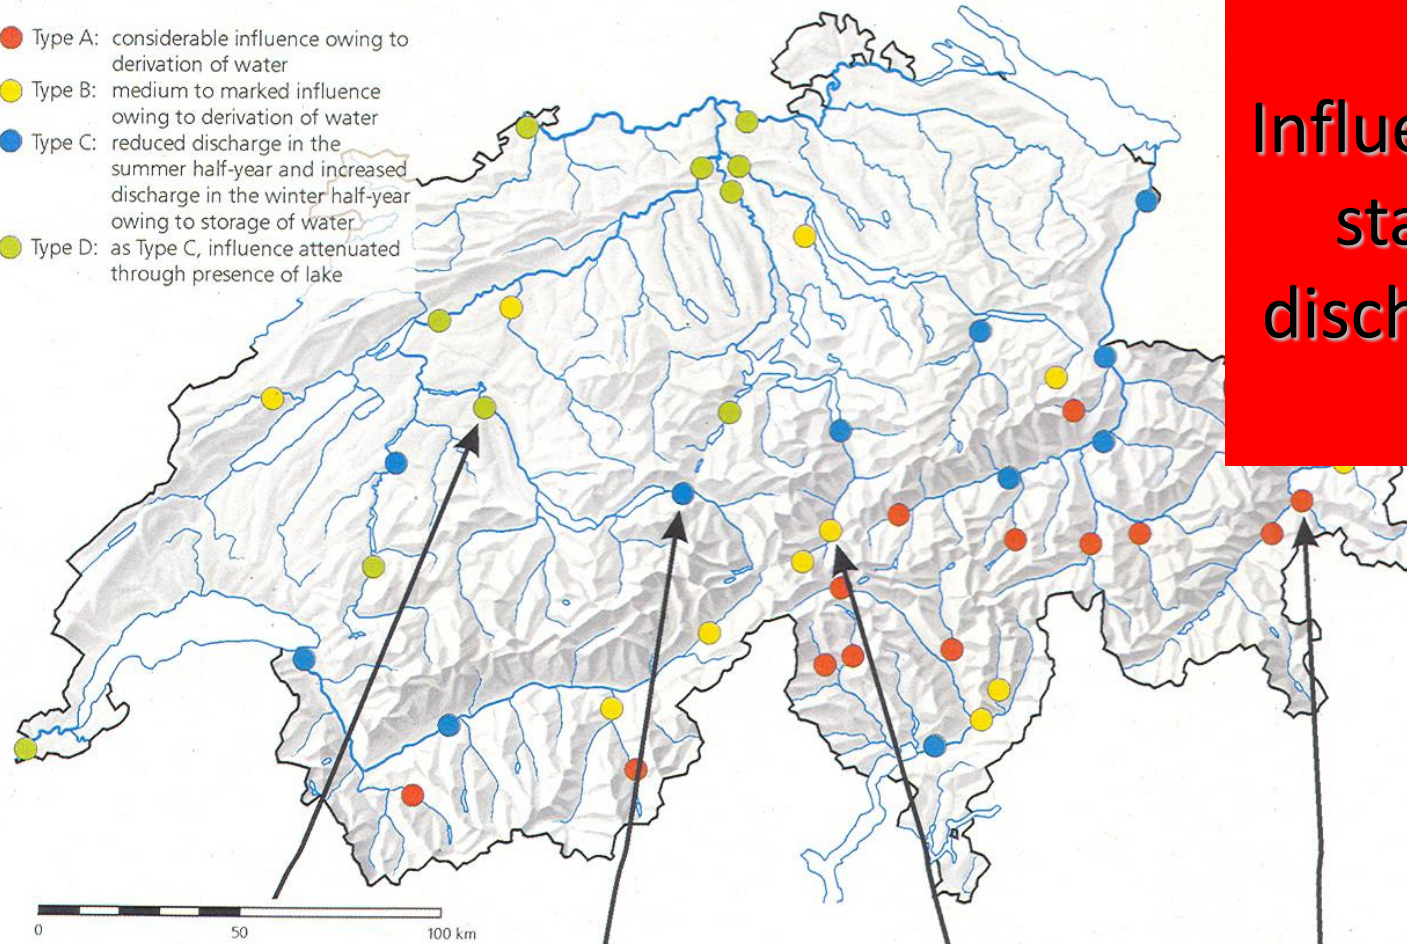 Type A: considerable influence owing to
derivation of water
Type B: medium to marked influence
owing to derivation of water
Type C: reduced discharge in the
summer half-year and increased
discharge in the winter half-year
owing to storage of water
Type D: as Type C, influence attenuated
through presence of lake
Influe
sta
disch
0 50 100 km